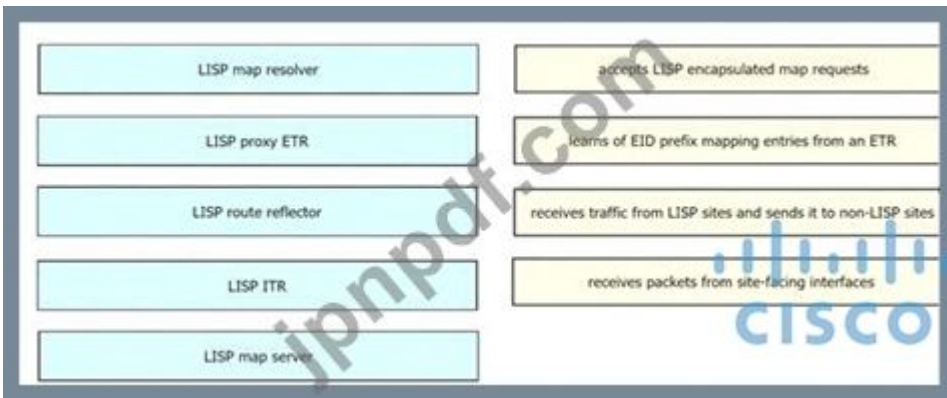 LISP map resolver
accepts LISP encapsulated map requests
LISP proxy ETR
learns of EID prefix mapping entries from an ETR
LISP route reflector
receives traffic from LISP sites and sends it to non-LISP sites
LISP ITR
receives packets from site-facing interfaces
LISP map server
CISCO
jpnpdf.com